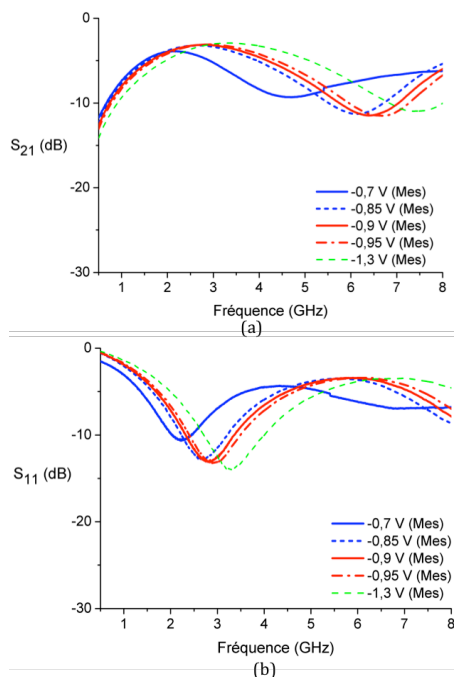 0
-10
-20
-30
S21 (dB)
-0,7 V (Mes)
-0,85 V (Mes)
-0,9 V (Mes)
-0,95 V (Mes)
-1,3 V (Mes)
1 2 3 4 5 6 7 8
Fréquence (GHz)
(a)
0
-10
-20
-30
S11 (dB)
-0,7 V (Mes)
-0,85 V (Mes)
-0,9 V (Mes)
-0,95 V (Mes)
-1,3 V (Mes)
1 2 3 4 5 6 7 8
Fréquence (GHz)
(b)